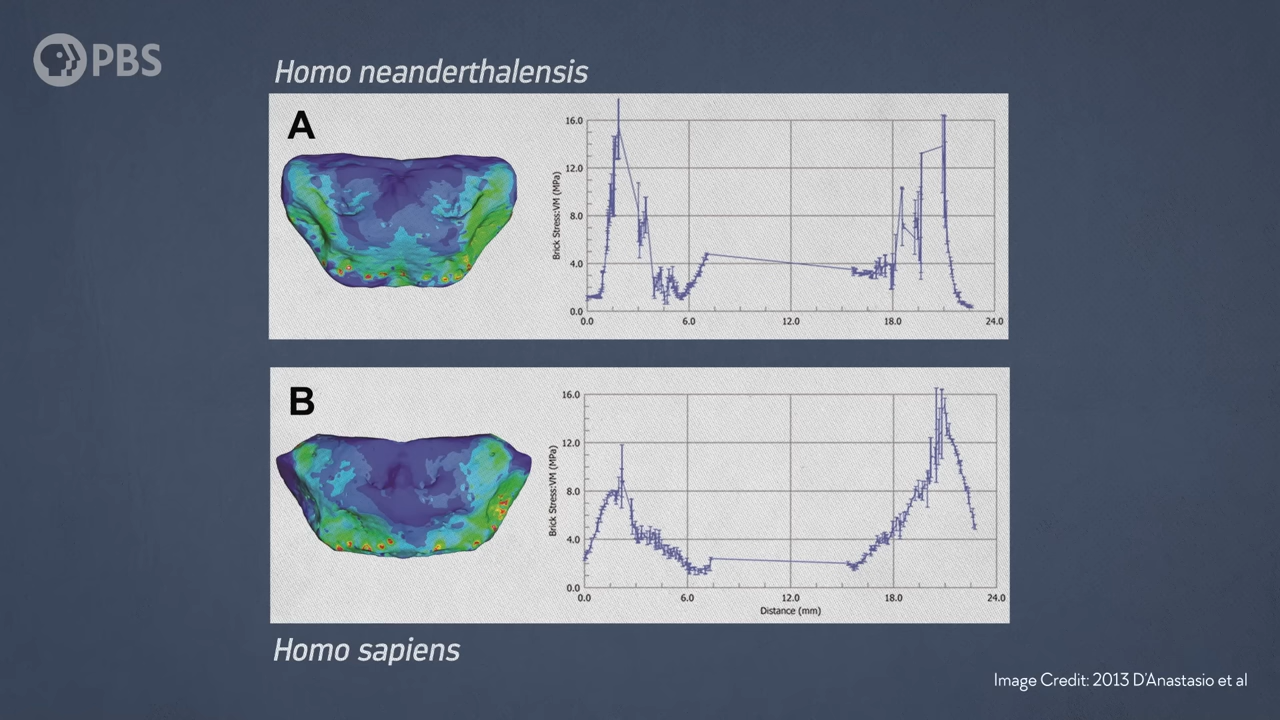 PBS
Homo neanderthalensis
A
Brick Stress:VM (MPa)
16.0
12.0
8.0
4.0
0.0
0.0 6.0 12.0 18.0 24.0
B
Brick Stress:VM (MPa)
16.0
12.0
8.0
4.0
0.0
0.0 6.0 12.0 18.0 24.0
Distance (mm)
Homo sapiens
Image Credit: 2013 D'Anastasio et al